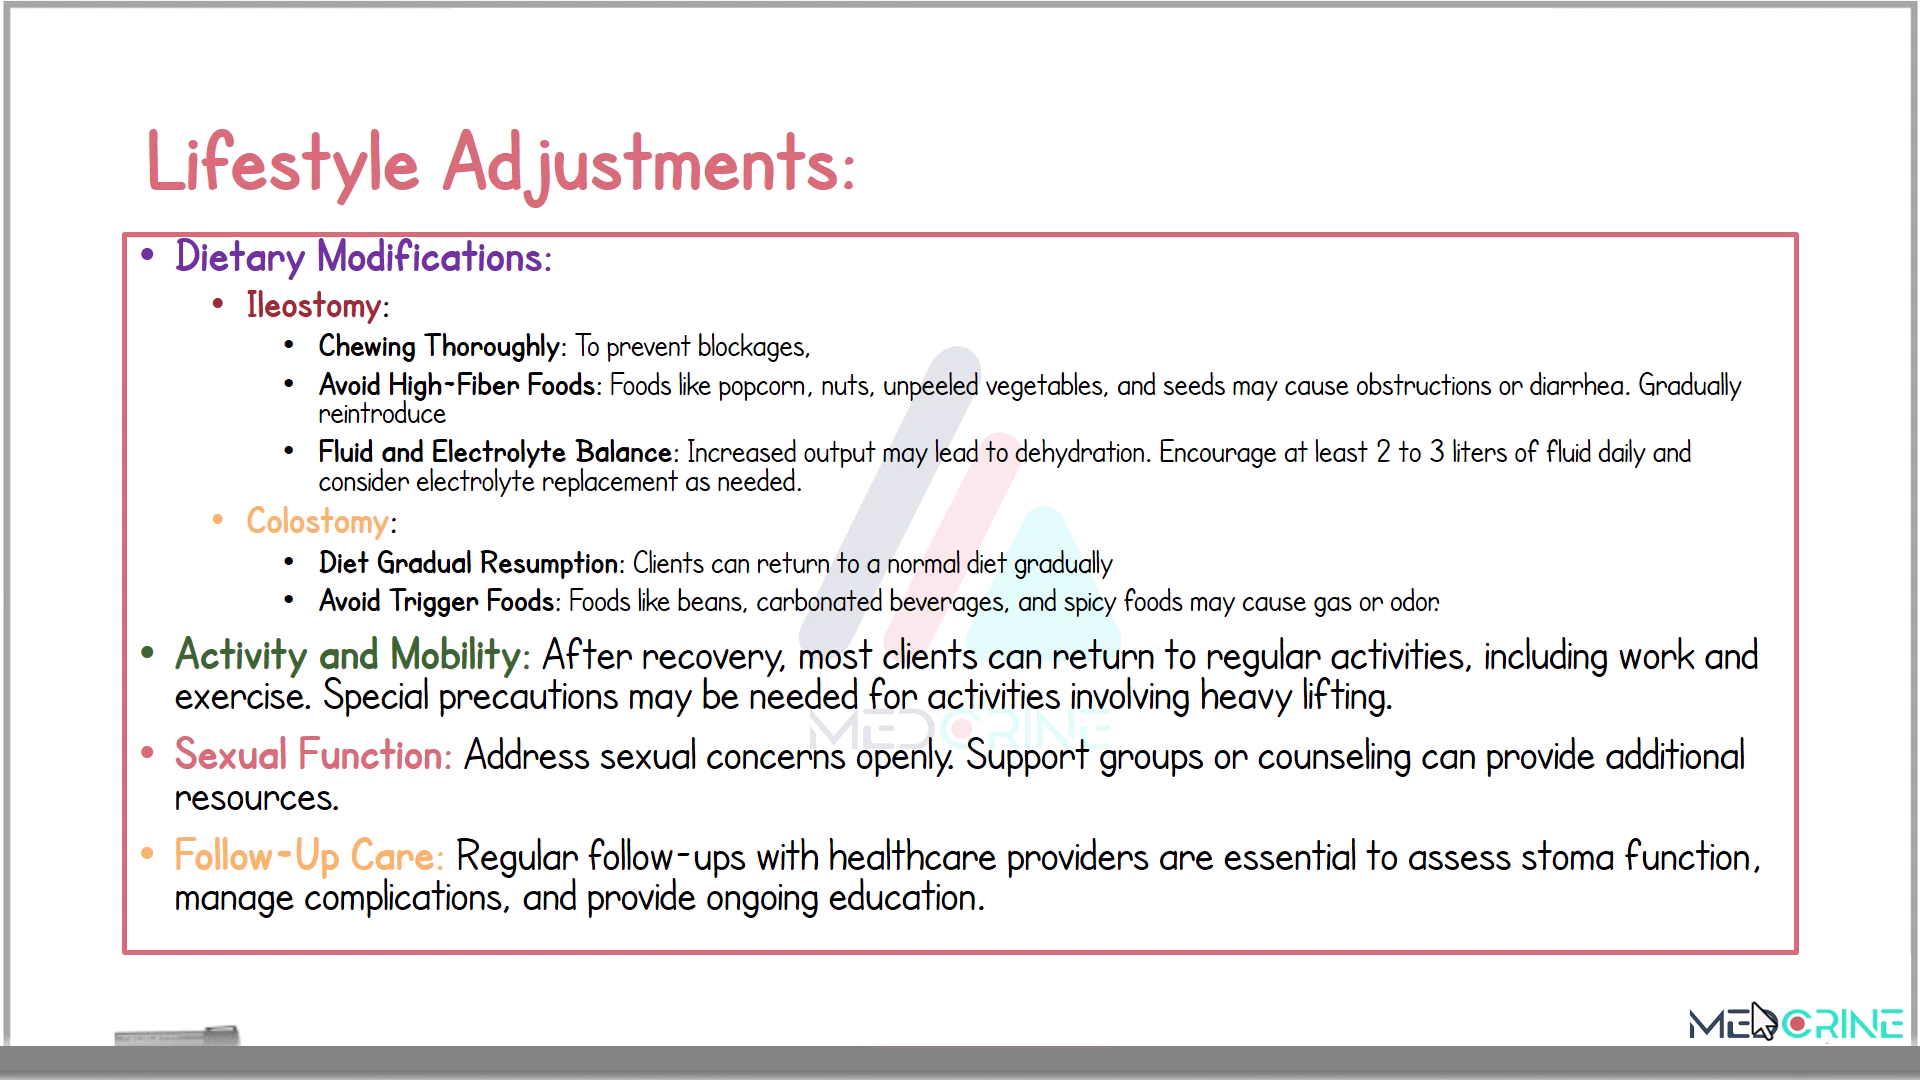 Lifestyle Adjustments:
• Dietary Modifications:
• Ileostomy:
• Chewing Thoroughly: To prevent blockages,
• Avoid High-Fiber Foods: Foods like popcorn, nuts, unpeeled vegetables, and seeds may cause obstructions or diarrhea. Gradually
reintroduce
• Fluid and Electrolyte Balance: Increased output may lead to dehydration. Encourage at least 2 to 3 liters of fluid daily and
consider electrolyte replacement as needed.
• Colostomy:
• Diet Gradual Resumption: Clients can return to a normal diet gradually
• Avoid Trigger Foods: Foods like beans, carbonated beverages, and spicy foods may cause gas or odor.
• Activity and Mobility: After recovery, most clients can return to regular activities, including work and
exercise. Special precautions may be needed for activities involving heavy lifting.
MEDCRINE
• Sexual Function: Address sexual concerns openly. Support groups or counseling can provide additional
resources.
• Follow-Up Care: Regular follow-ups with healthcare providers are essential to assess stoma function,
manage complications, and provide ongoing education.
MEDCRINE